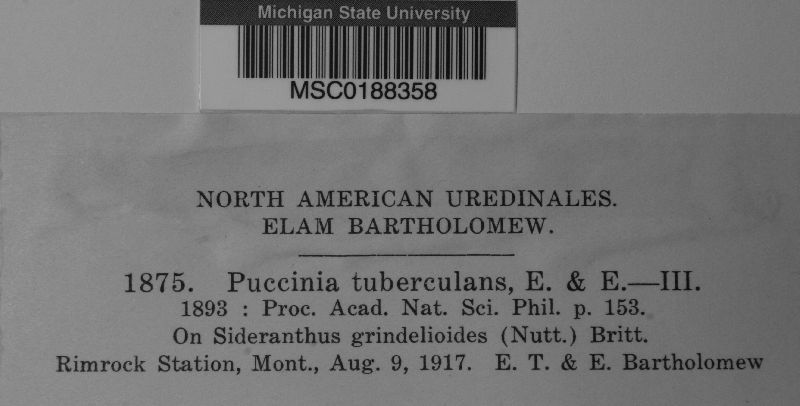 Michigan State University
MSC0188358
NORTH AMERICAN UREDINALES.
ELAM BARTHOLOMEW.
1875. Puccinia tuberculans, E. & E.—III.
1893 : Proc. Acad. Nat. Sci. Phil. p. 153.
On Sideranthus grindelioides (Nutt.) Britt.
Rimrock Station, Mont., Aug. 9, 1917. E. T. & E. Bartholomew